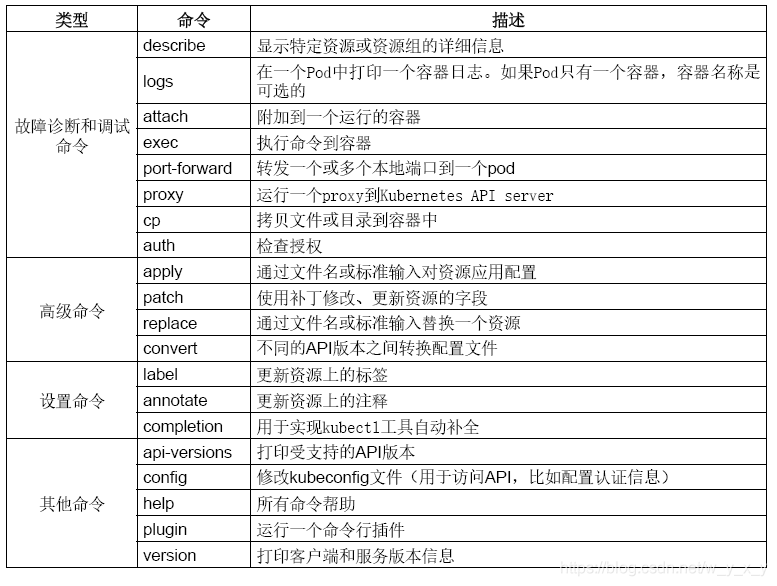 类型 命令 描述
故障诊断和调试
命令
describe 显示特定资源或资源组的详细信息
logs 在一个Pod中打印一个容器日志。如果Pod只有一个容器，容器名称是
可选的
attach 附加到一个运行的容器
exec 执行命令到容器
port-forward 转发一个或多个本地端口到一个pod
proxy 运行一个proxy到Kubernetes API server
cp 拷贝文件或目录到容器中
auth 检查授权
高级命令
apply 通过文件名或标准输入对资源应用配置
patch 使用补丁修改、更新资源的字段
replace 通过文件名或标准输入替换一个资源
convert 不同的API版本之间转换配置文件
设置命令
label 更新资源上的标签
annotate 更新资源上的注释
completion 用于实现kubectl工具自动补全
其他命令
api-versions 打印受支持的API版本
config 修改kubeconfig文件（用于访问API，比如配置认证信息）
help 所有命令帮助
plugin 运行一个命令行插件
version 打印客户端和服务版本信息
https://blog.csdn.net/w_y_x_y